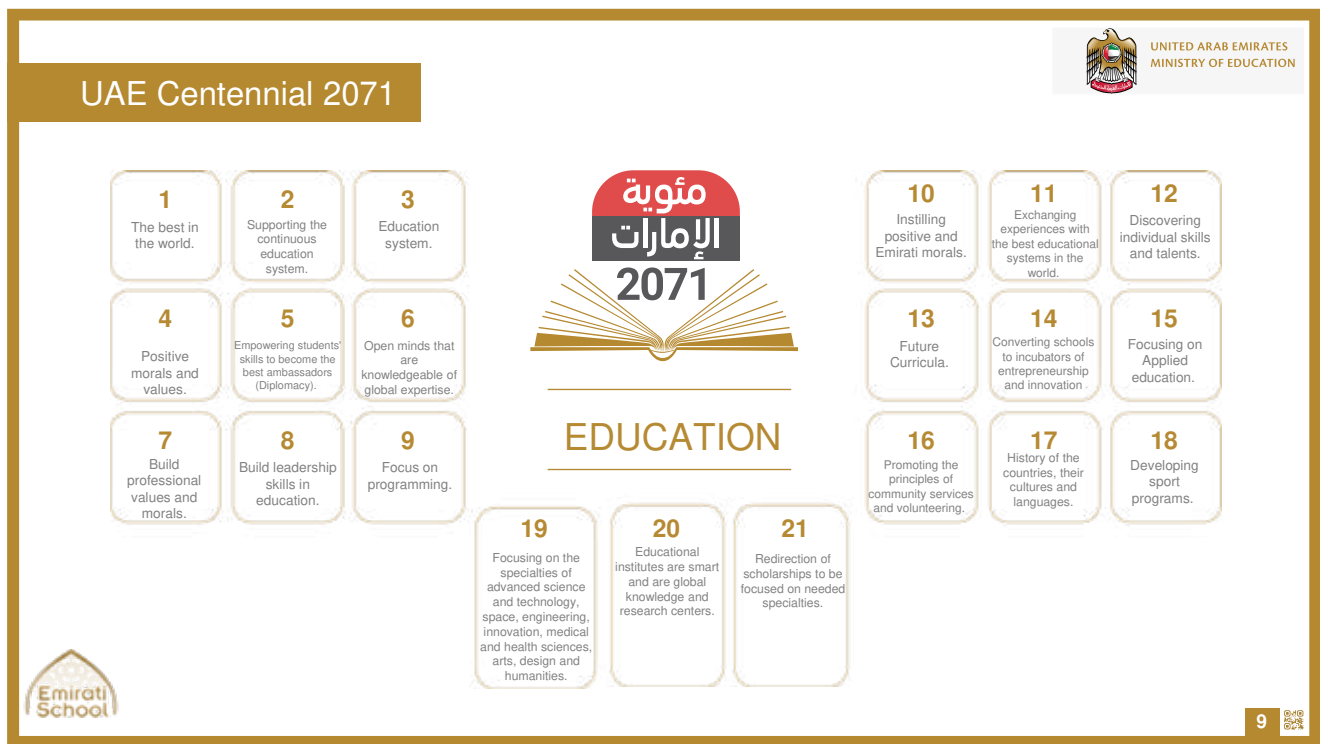 UNITED ARAB EMIRATES
MINISTRY OF EDUCATION
UAE Centennial 2071
1
The best in
the world.
2
Supporting the
continuous
education
system.
3
Education
system.
4
Positive
morals and
values.
5
Empowering students'
skills to become the
best ambassadors
(Diplomacy).
6
Open minds that
are
knowledgeable of
global expertise.
7
Build
professional
values and
morals.
8
Build leadership
skills in
education.
9
Focus on
programming.
مئوية
الإمارات
2071
EDUCATION
10
Instilling
positive and
Emirati morals.
11
Exchanging
experiences with
the best educational
systems in the
world.
12
Discovering
individual skills
and talents.
13
Future
Curricula.
14
Converting schools
to incubators of
entrepreneurship
and innovation
15
Focusing on
Applied
education.
16
Promoting the
principles of
community services
and volunteering.
17
History of the
countries, their
cultures and
languages.
18
Developing
sport
programs.
19
Focusing on the
specialties of
advanced science
and technology,
space, engineering,
innovation, medical
and health sciences,
arts, design and
humanities.
20
Educational
institutes are smart
and are global
knowledge and
research centers.
21
Redirection of
scholarships to be
focused on needed
specialties.
Emirati
School
9